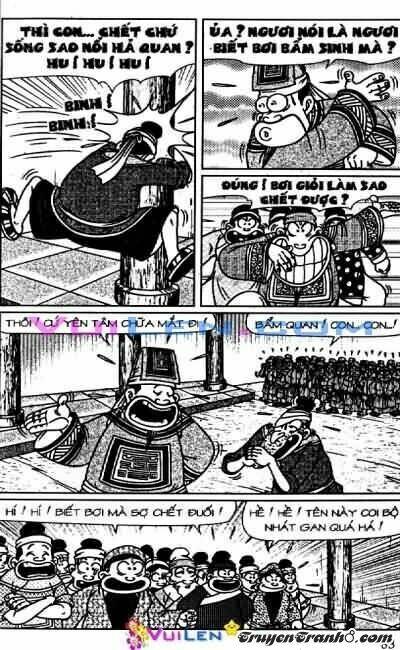 THÌ CON... CHẾT CHỨ
SỐNG SAO NỔI HẢ QUAN ?
HU ! HU ! HU !
BINH !
BINH !
ỦA ? NGƯƠI NÓI LÀ NGƯƠI
BIẾT BƠI BẨM SINH MÀ ?
ĐÚNG ! BƠI GIỎI LÀM SAO
CHẾT ĐƯỢC ?
THÔI ! CỨ YÊN TÂM CHỮA MẮT ĐI !
BẨM QUAN ! CON... CON...!
VUILEN.COM
HÍ ! HÍ ! BIẾT BƠI MÀ SỢ CHẾT ĐUỐI !
HÈ ! HÈ ! TÊN NÀY COI BỘ
NHÁT GAN QUÁ HÁ !
VUILEN
TruyenTranh8.com
63